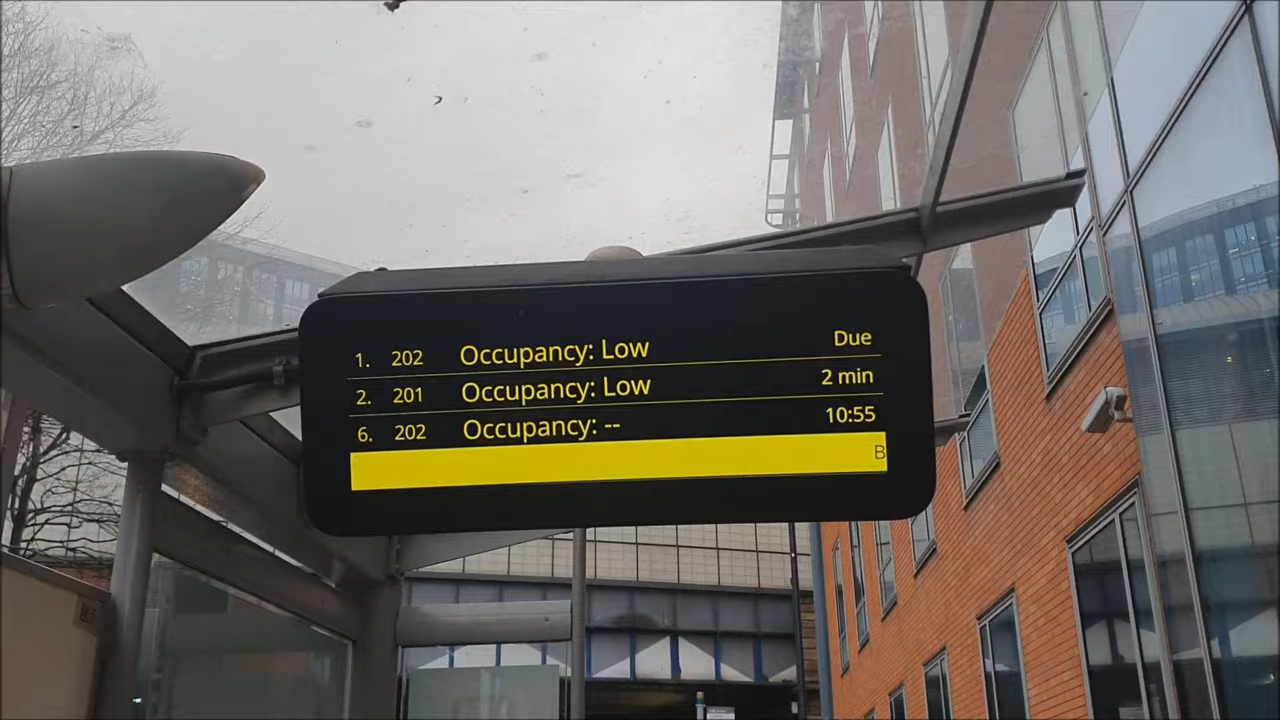 1. 202 Occupancy: Low Due
2. 201 Occupancy: Low 2 min
6. 202 Occupancy: -- 10:55
B